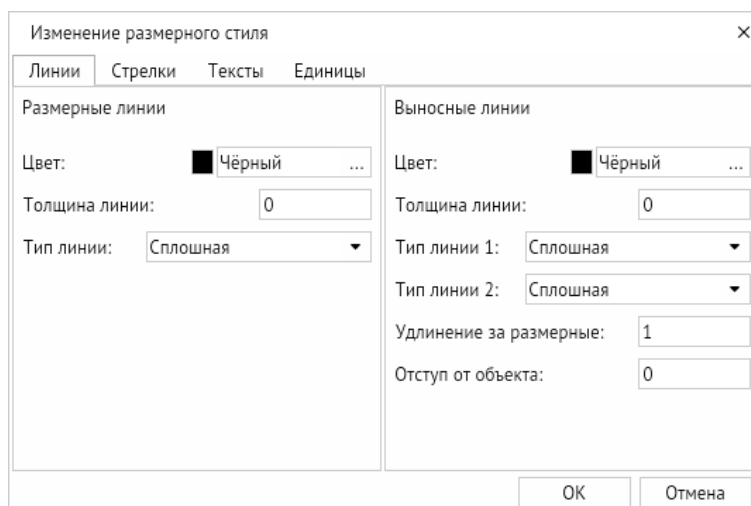 Изменение размерного стиля
Линии Стрелки Тексты Единицы
Размерные линии
Цвет: Чёрный ...
Толщина линии: 0
Тип линии: Сплошная
Выносные линии
Цвет: Чёрный ...
Толщина линии: 0
Тип линии 1: Сплошная
Тип линии 2: Сплошная
Удлинение за размерные: 1
Отступ от объекта: 0
ОК Отмена